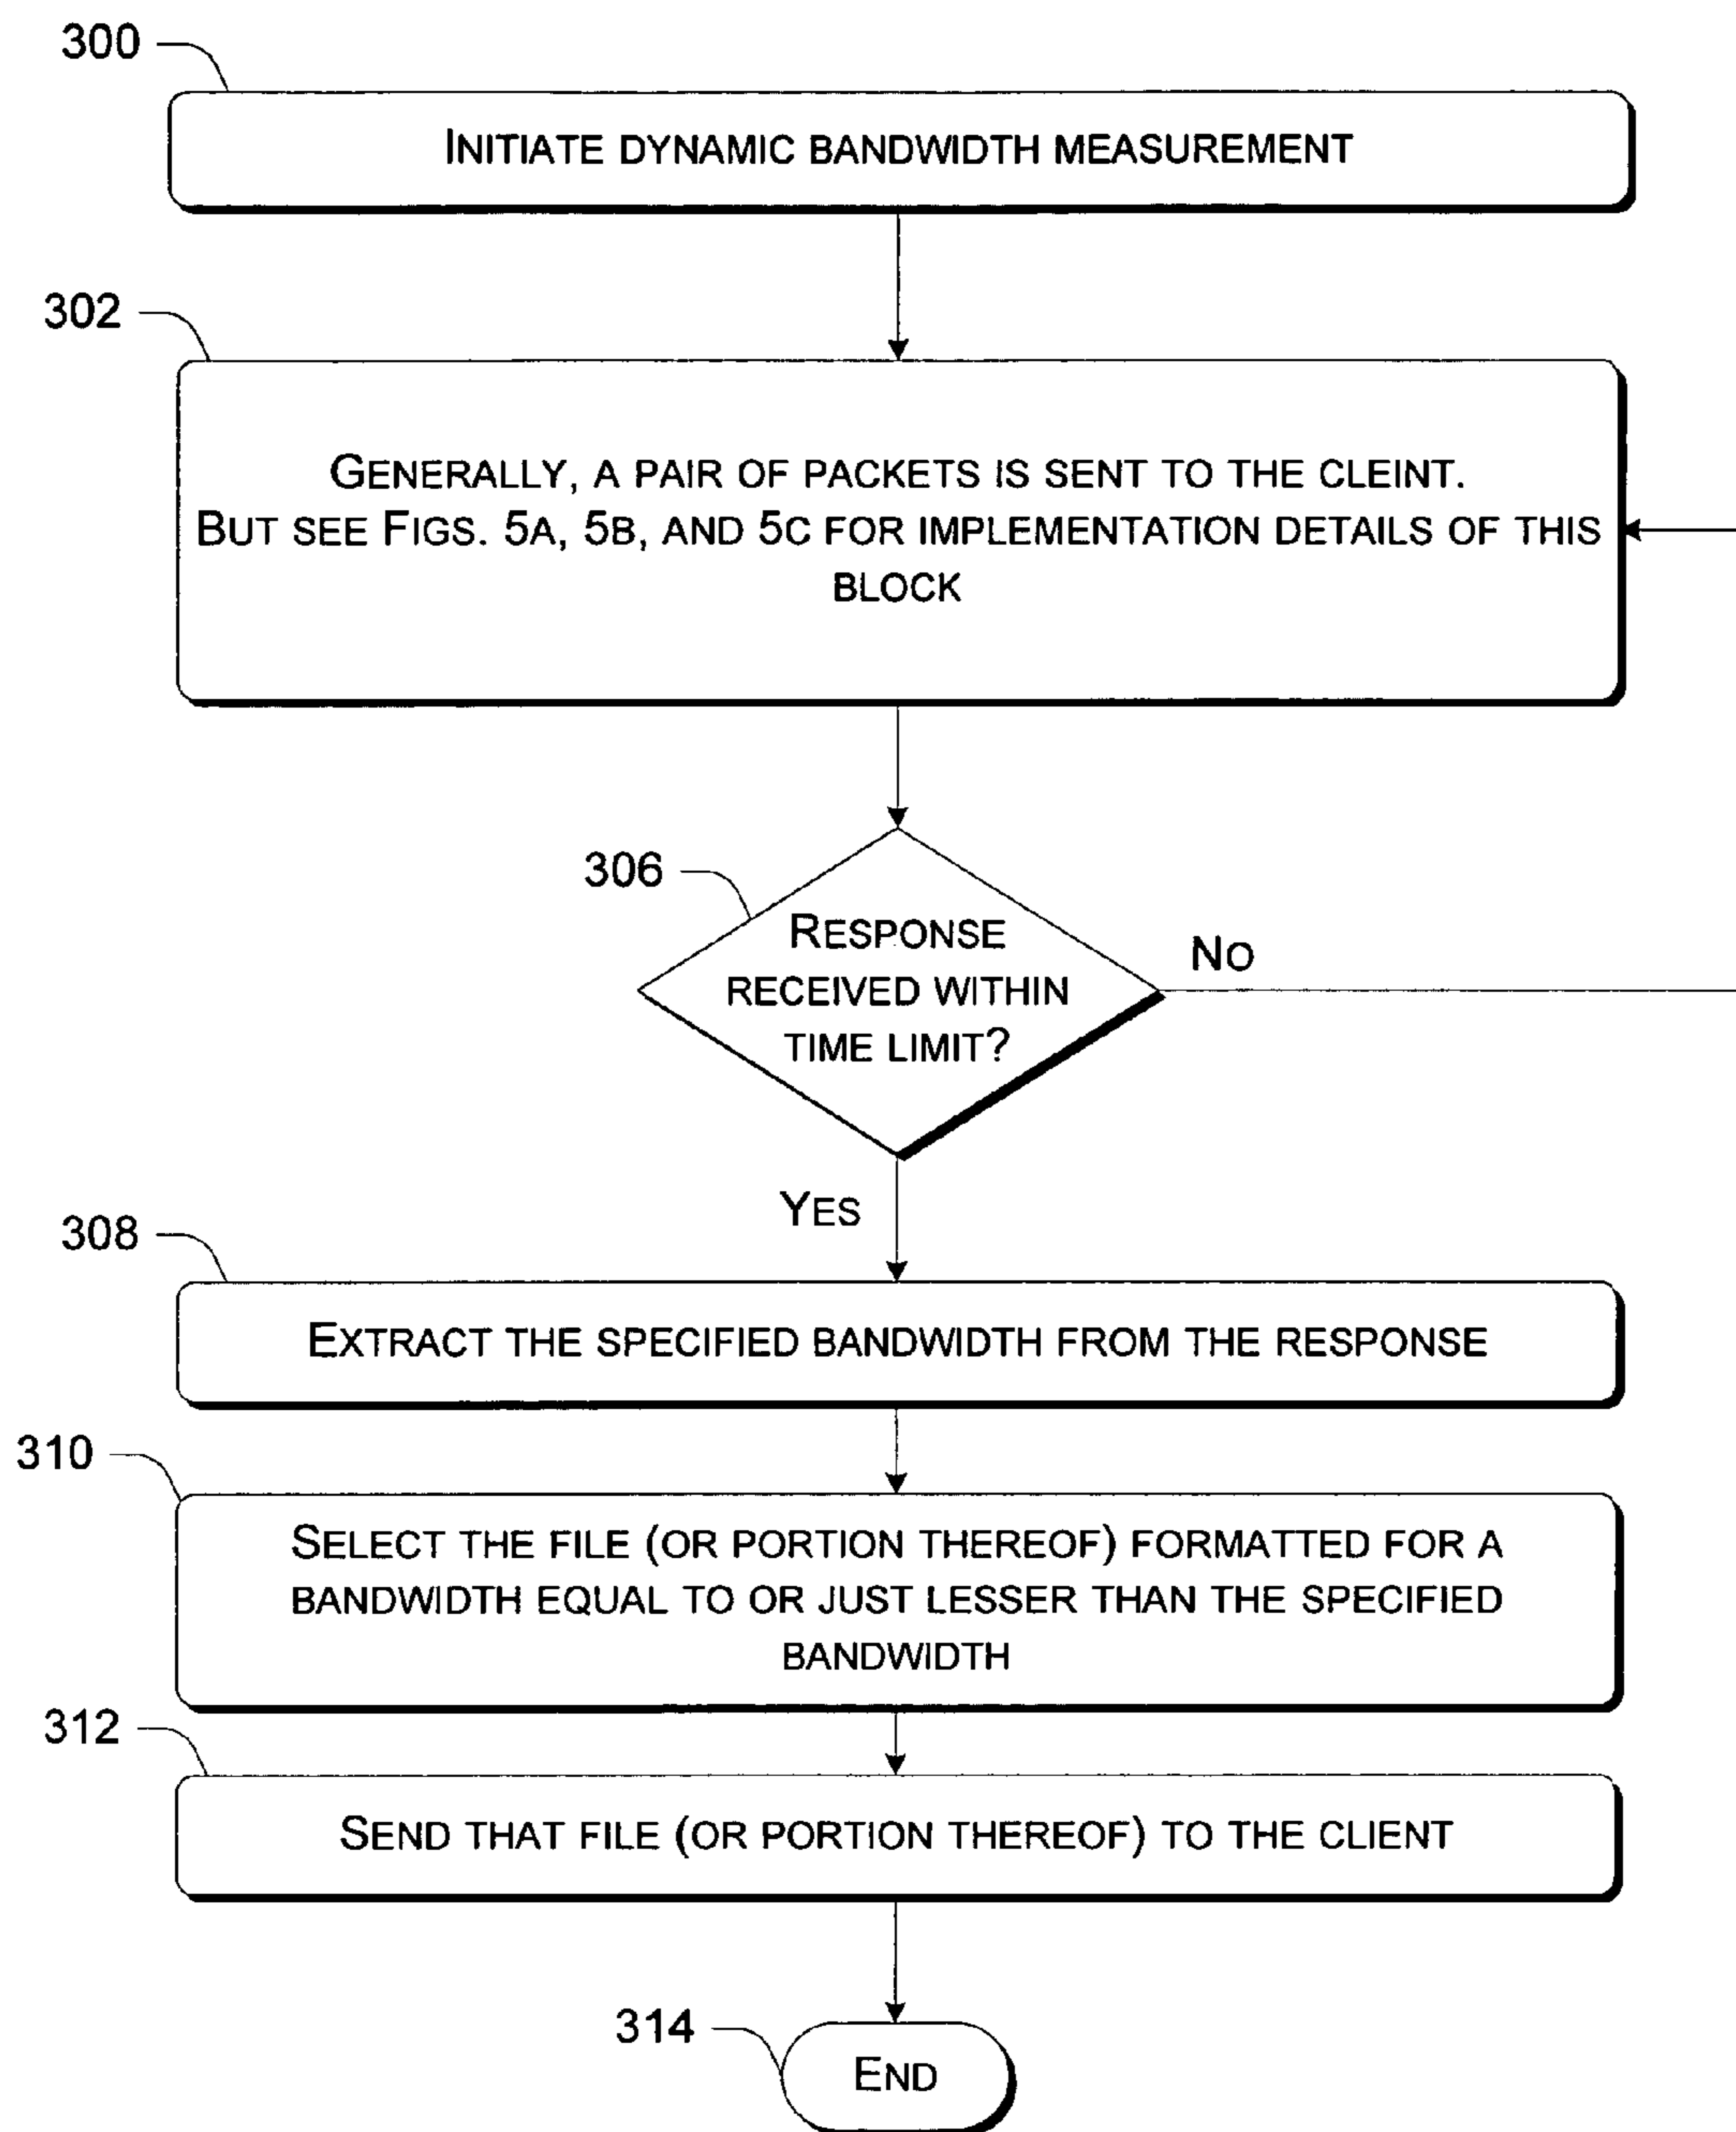 300
INITIATE DYNAMIC BANDWIDTH MEASUREMENT
302
GENERALLY, A PAIR OF PACKETS IS SENT TO THE CLEINT.
BUT SEE FIGS. 5A, 5B, AND 5C FOR IMPLEMENTATION DETAILS OF THIS
BLOCK
306
RESPONSE
RECEIVED WITHIN
TIME LIMIT?
NO
YES
308
EXTRACT THE SPECIFIED BANDWIDTH FROM THE RESPONSE
310
SELECT THE FILE (OR PORTION THEREOF) FORMATTED FOR A
BANDWIDTH EQUAL TO OR JUST LESSER THAN THE SPECIFIED
BANDWIDTH
312
SEND THAT FILE (OR PORTION THEREOF) TO THE CLIENT
314
END